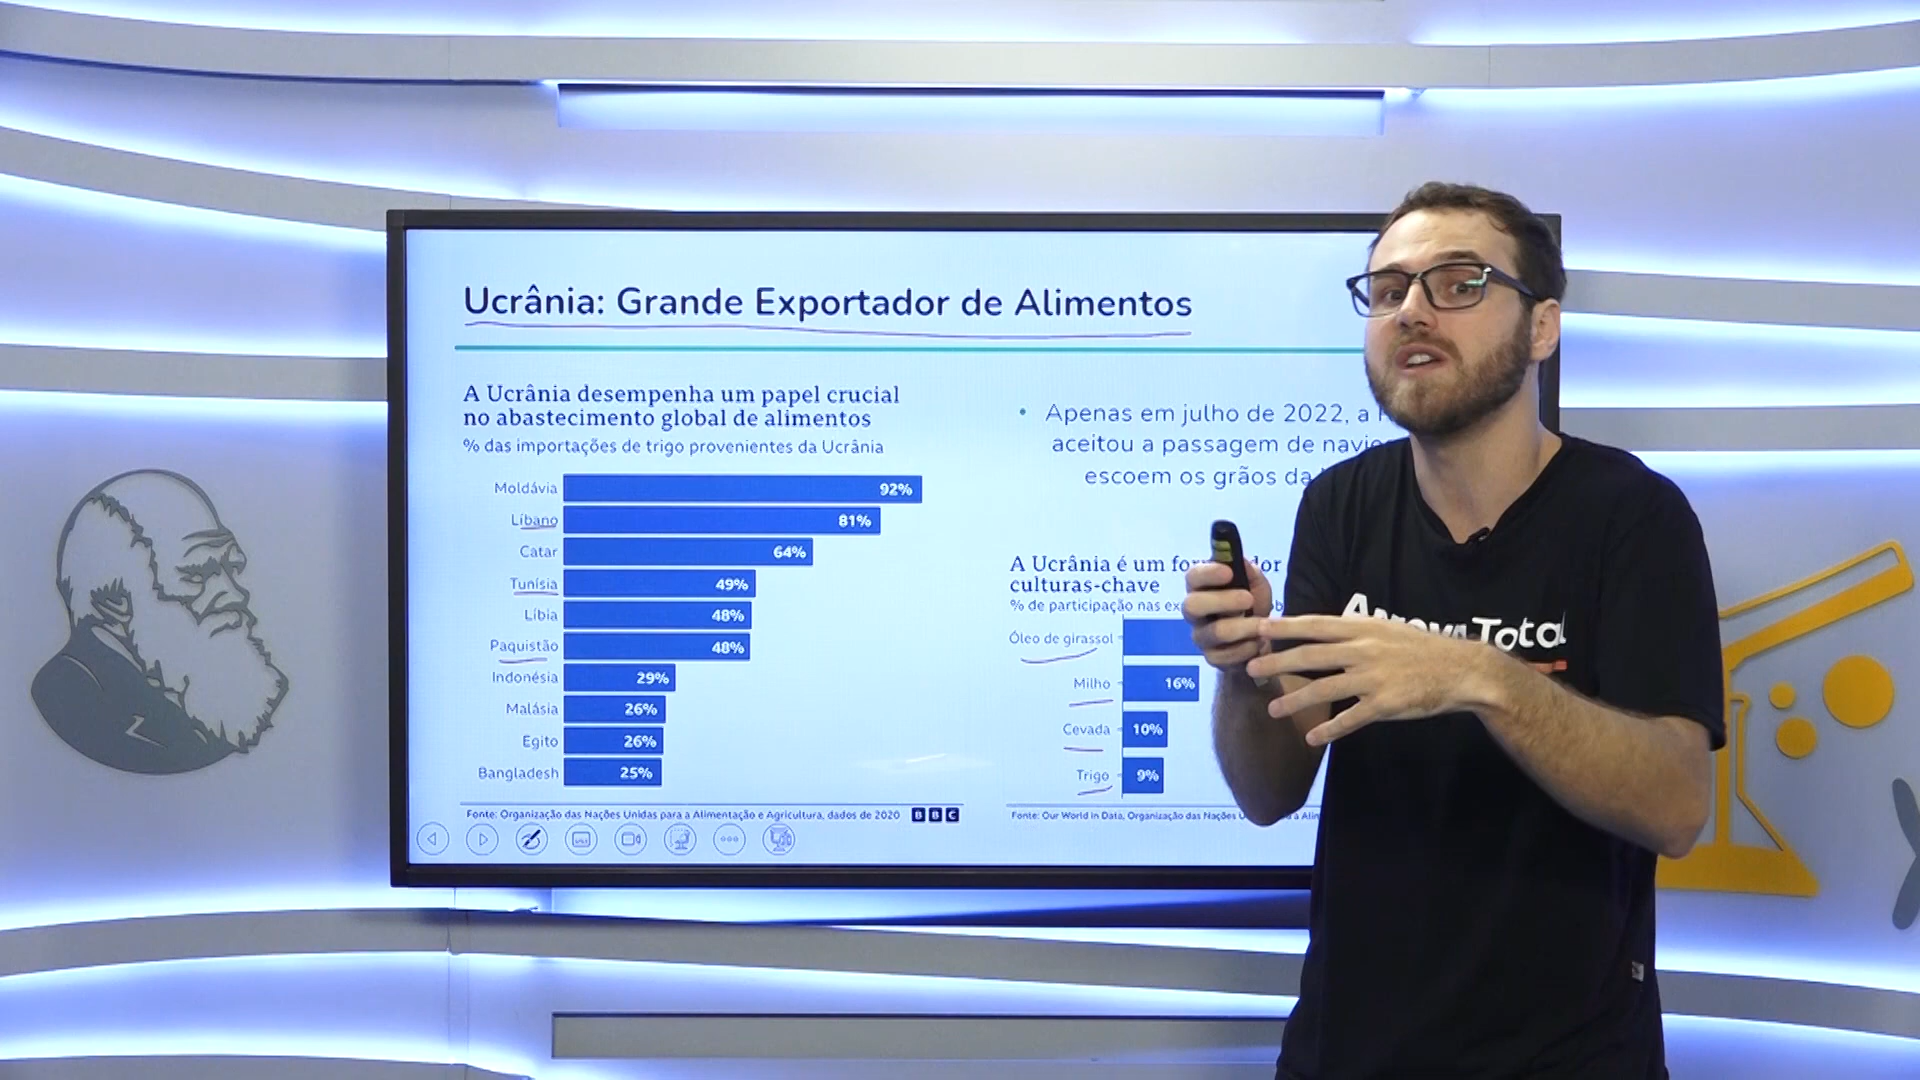 Ucrânia: Grande Exportador de Alimentos
A Ucrânia desempenha um papel crucial
no abastecimento global de alimentos
% das importações de trigo provenientes da Ucrânia
Moldávia 92%
Líbano 81%
Catar 64%
Tunísia 49%
Líbia 48%
Paquistão 48%
Indonésia 29%
Malásia 26%
Egito 26%
Bangladesh 25%
Fonte: Organização das Nações Unidas para a Alimentação e Agricultura, dados de 2020 BBC
• Apenas em julho de 2022, a
aceitou a passagem de
escoem os grãos da
A Ucrânia é um
culturas-chave
% de participação nas
Óleo de girassol
Milho 16%
Cevada 10%
Trigo 9%
Fonte: Our World in Data, Organização das Nações
Total